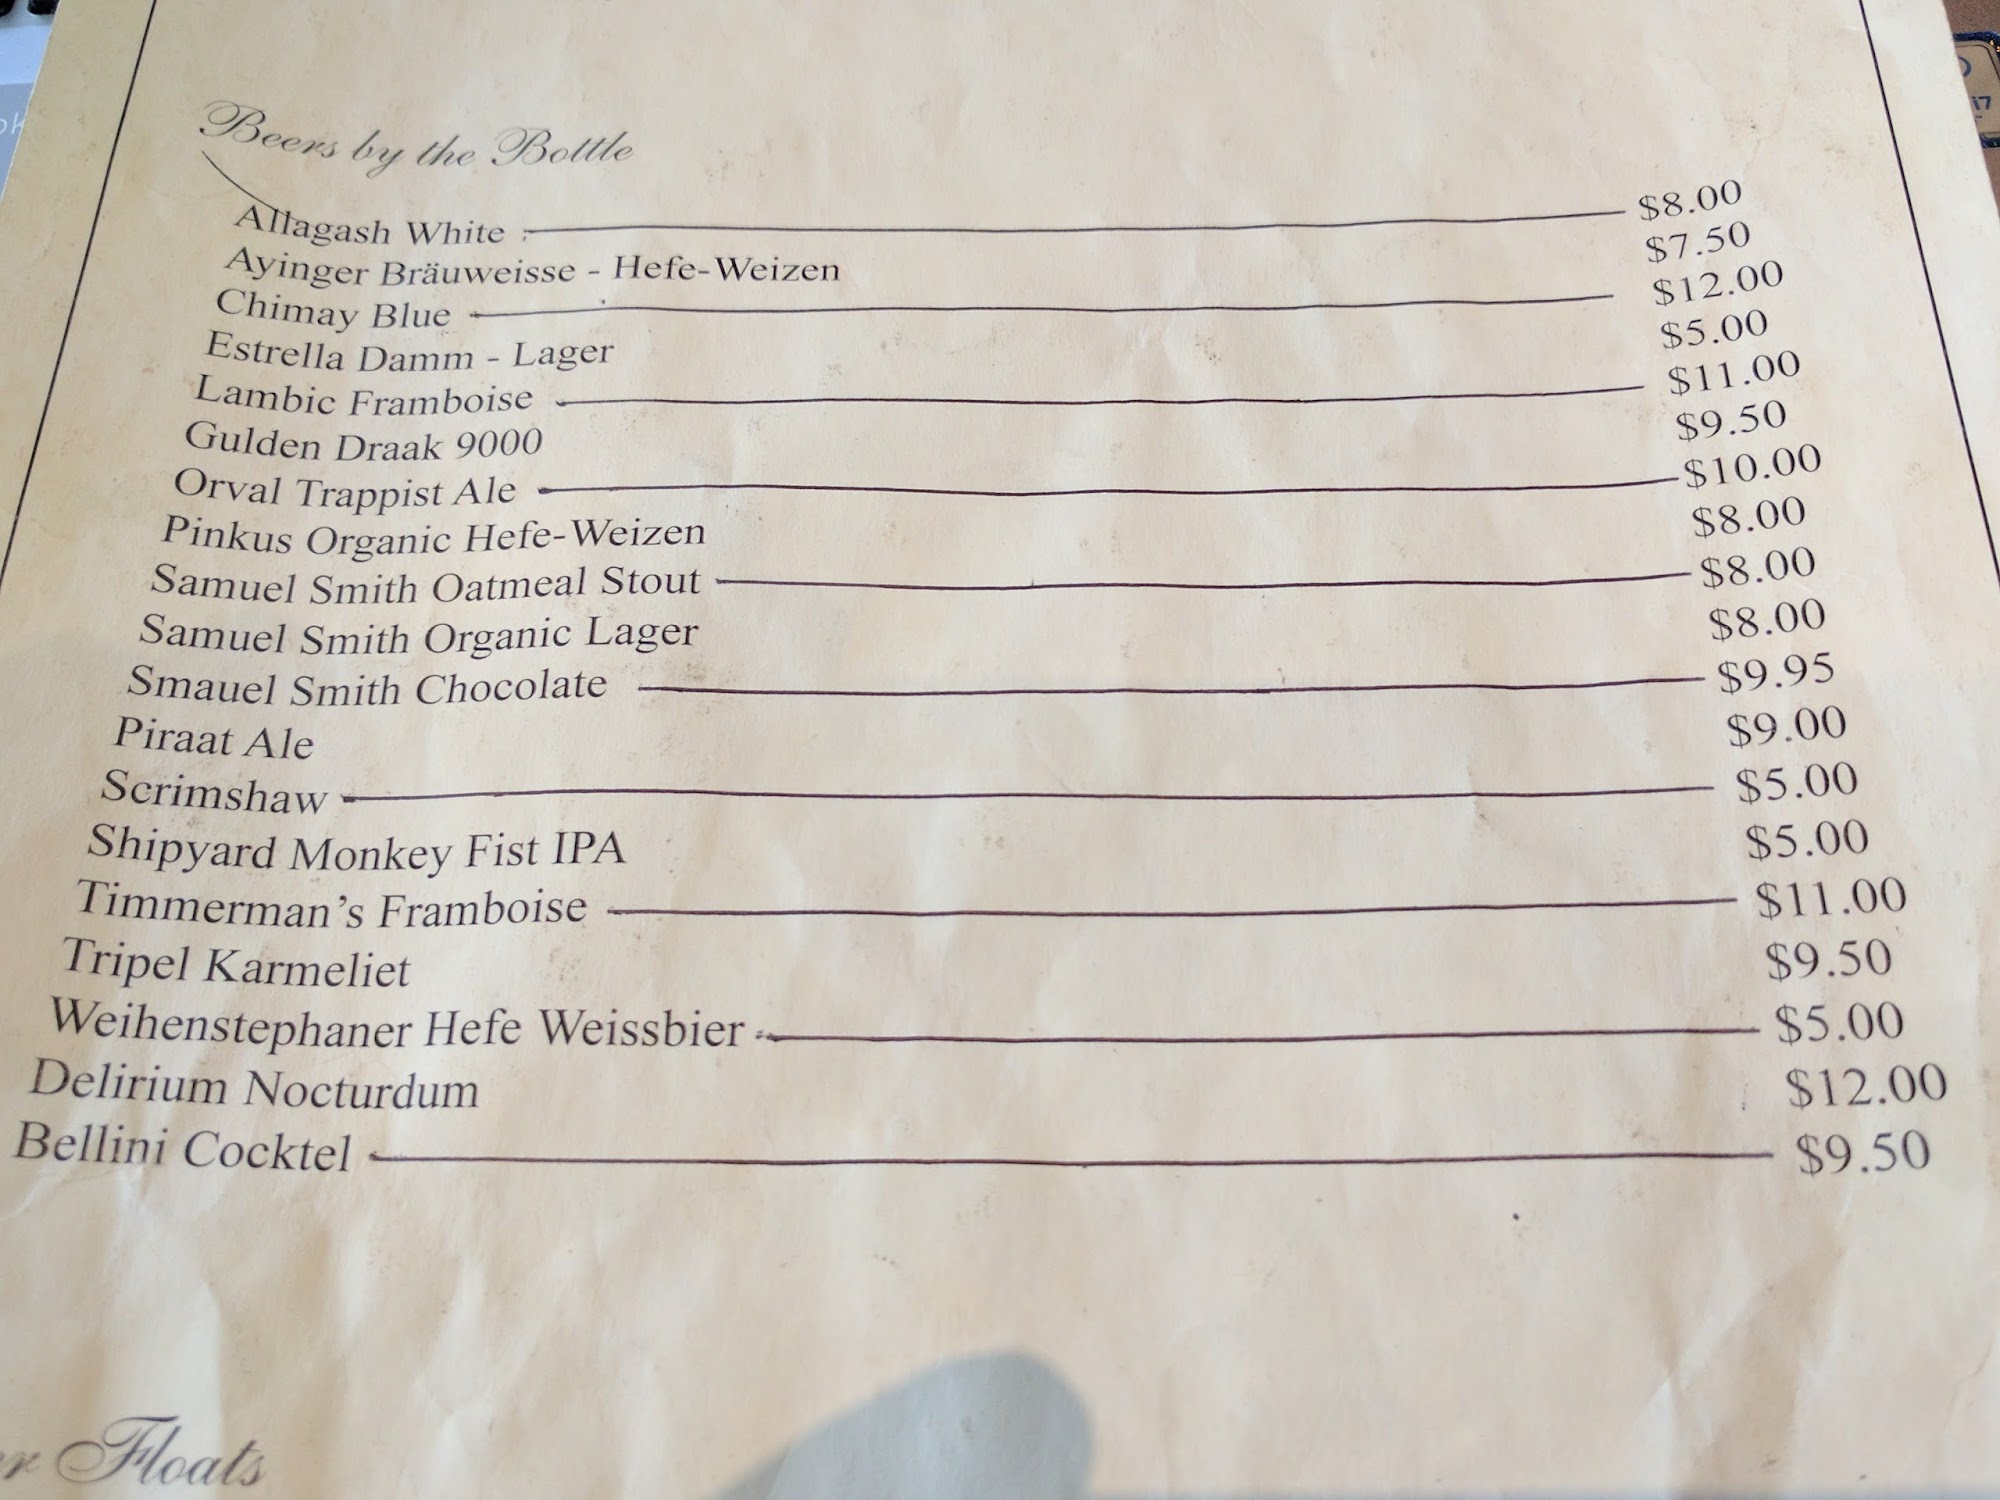 Beers by the Bottle
Allagash White $8.00
Ayinger Bräuweisse - Hefe-Weizen $7.50
Chimay Blue $12.00
Estrella Damm - Lager $5.00
Lambic Framboise $11.00
Gulden Draak 9000 $9.50
Orval Trappist Ale $10.00
Pinkus Organic Hefe-Weizen $8.00
Samuel Smith Oatmeal Stout $8.00
Samuel Smith Organic Lager $8.00
Smauel Smith Chocolate $9.95
Piraat Ale $9.00
Scrimshaw $5.00
Shipyard Monkey Fist IPA $5.00
Timmerman's Framboise $11.00
Tripel Karmeliet $9.50
Weihenstephaner Hefe Weissbier $5.00
Delirium Nocturdum $12.00
Bellini Cocktel $9.50
Floats